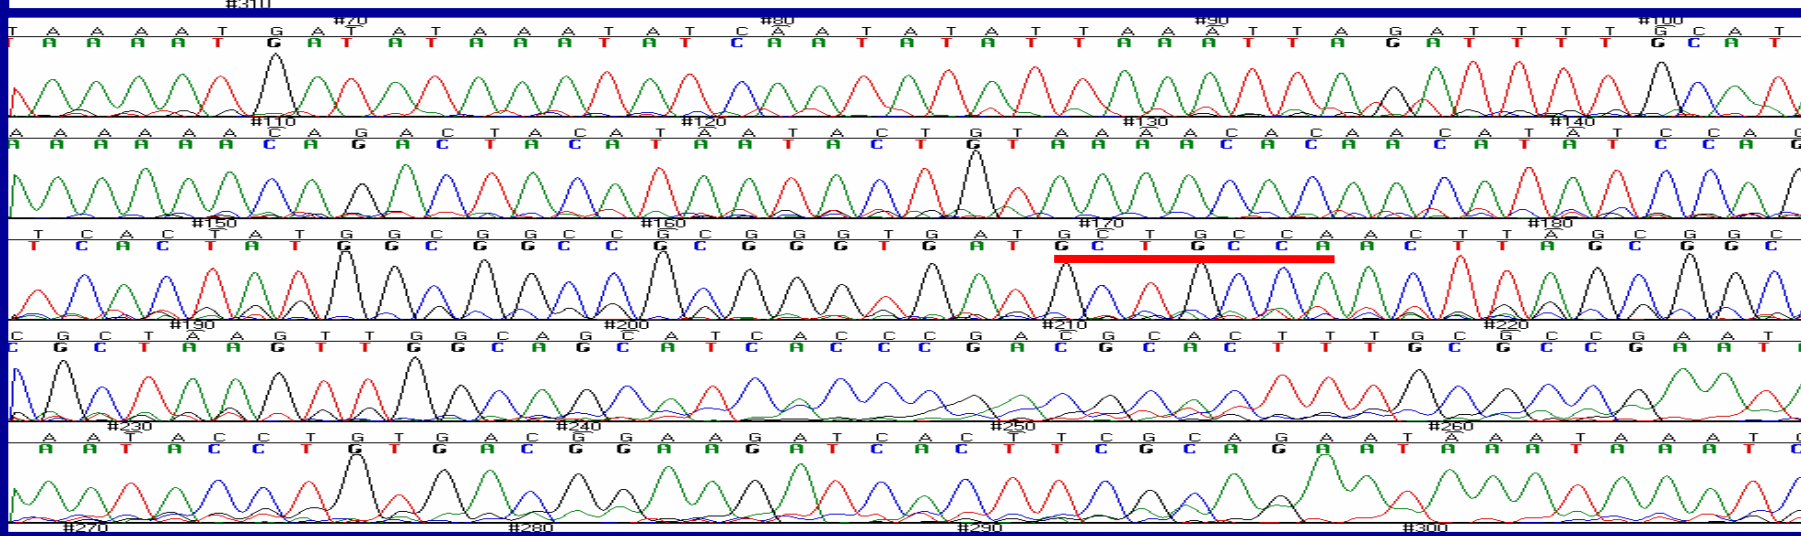 #310
#70 #80 #90 #100
T A A A A T G A T A T A A A T A T C A A T A T A T T A A A T T A G A T T T T G C A T
T A A A A T G A T A T A A A T A T C A A T A T A T T A A A T T A G A T T T T G C A T
#110 #120 #130 #140
A A A A A A C A G A C T A C A T A A T A C T G T A A A A C A C A A C A T A T C C A G
A A A A A A C A G A C T A C A T A A T A C T G T A A A A C A C A A C A T A T C C A G
#150 #160 #170 #180
T C A C T A T G G C G G C C G C G G G T G A T G C T G C C A A C T T A G C G G C
T C A C T A T G G C G G C C G C G G G T G A T G C T G C C A A C T T A G C G G C
#190 #200 #210 #220
C G C T A A G T T G G C A G C A T C A C C C G A C G C A C T T T G C G C C G A A T
C G C T A A G T T G G C A G C A T C A C C C G A C G C A C T T T G C G C C G A A T
#230 #240 #250 #260
A A T A C C T G T G A C G G A A G A T C A C T T C G C A G A A T A A A T A A A T C
A A T A C C T G T G A C G G A A G A T C A C T T C G C A G A A T A A A T A A A T C
#270 #280 #290 #300